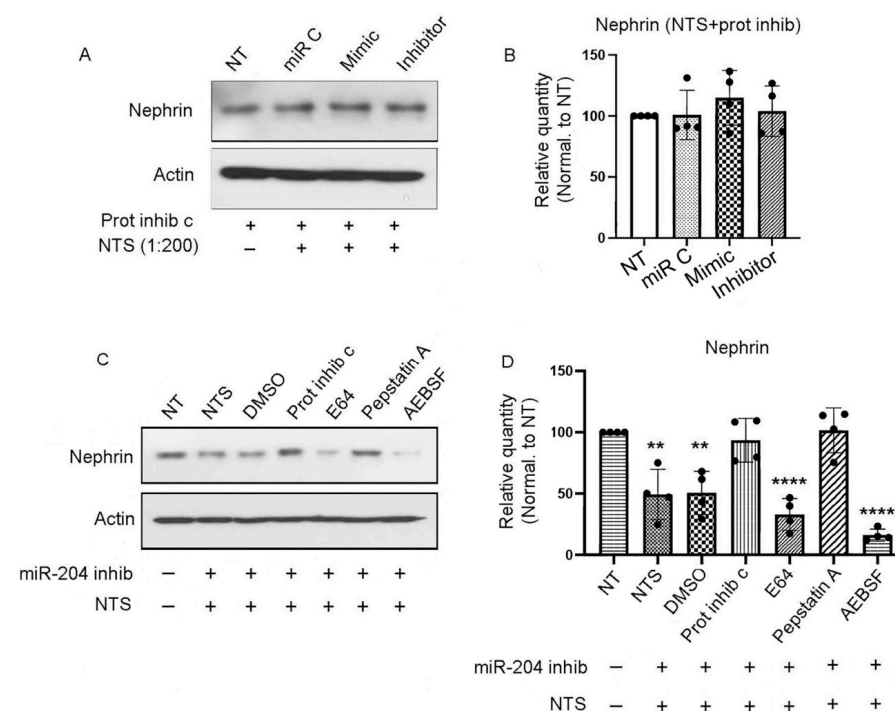 A
NT miR C Mimic Inhibitor
Nephrin
Actin
Prot inhib c + + + +
NTS (1:200) – + + +
B
Nephrin (NTS+prot inhib)
Relative quantity
(Normal. to NT)
150
100
50
0
NT miR C Mimic Inhibitor
C
NT NTS DMSO Prot inhib c E64 Pepstatin A AEBSF
Nephrin
Actin
miR-204 inhib – + + + + + +
NTS – + + + + + +
D
Nephrin
Relative quantity
(Normal. to NT)
150
100
50
0
** ** **** ****
NT NTS DMSO Prot inhib c E64 Pepstatin A AEBSF
miR-204 inhib – + + + + + +
NTS – + + + + + +